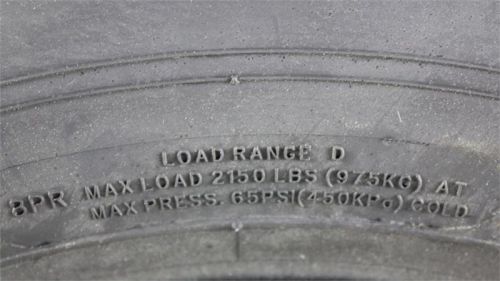 LOAD RANGE D
8PR MAX LOAD 2150 LBS (975KG) AT
MAX PRESS. 65PSI(450KPa) COLD